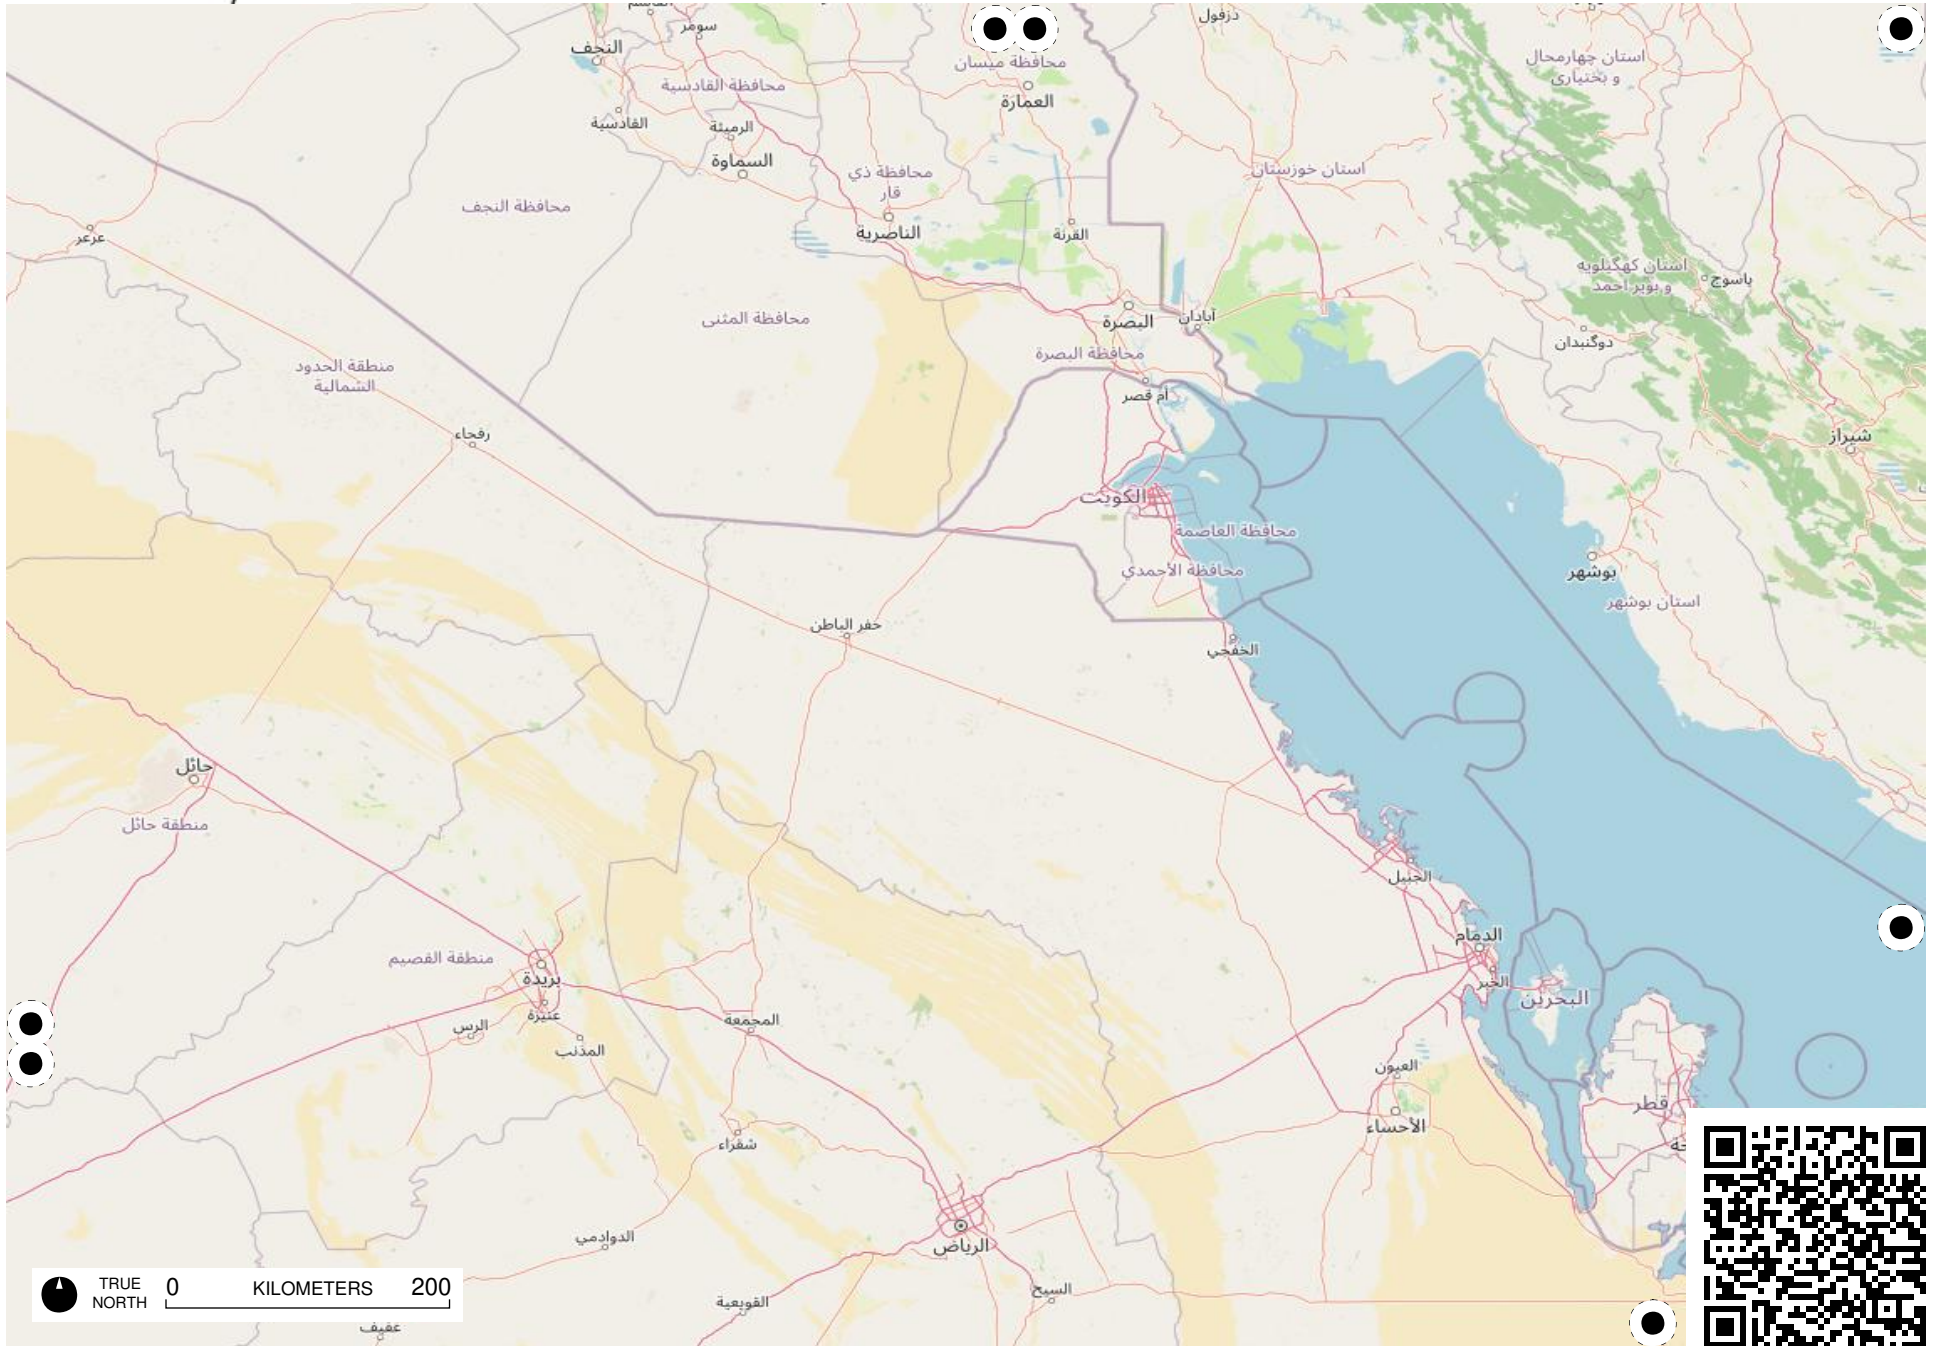 القاسم
سومر
دزفول
النجف
محافظة ميسان
استان چهارمحال
و بختیاری
محافظة القادسية
العمارة
القادسية
الرميثة
السماوة
محافظة ذي
قار
استان خوزستان
محافظة النجف
عرعر
الناصرية
القرنة
استان کهگیلویه
و بویر احمد
یاسوج
محافظة المثنى
البصرة
آبادان
محافظة البصرة
دوگنبدان
منطقة الحدود
الشمالية
أم قصر
رفحاء
شیراز
الكويت
محافظة العاصمة
محافظة الأحمدي
بوشهر
استان بوشهر
حفر الباطن
الخفجي
حائل
منطقة حائل
الجبيل
الدمام
منطقة القصيم
بريدة
الخبر
البحرين
عنيزة
الرس
المجمعة
المذنب
العيون
قطر
الأحساء
شقراء
الدوادمي
الرياض
السيح
القويعية
TRUE
NORTH
0 KILOMETERS 200
عفيف